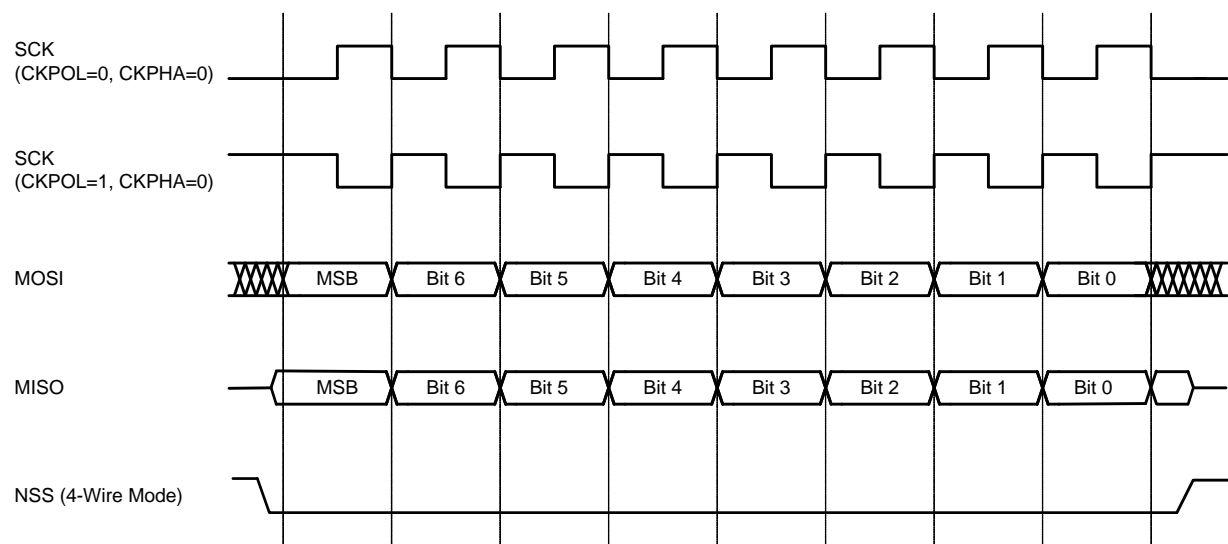 SCK
(CKPOL=0, CKPHA=0)
SCK
(CKPOL=1, CKPHA=0)
MOSI
MSB Bit 6 Bit 5 Bit 4 Bit 3 Bit 2 Bit 1 Bit 0
MISO
MSB Bit 6 Bit 5 Bit 4 Bit 3 Bit 2 Bit 1 Bit 0
NSS (4-Wire Mode)